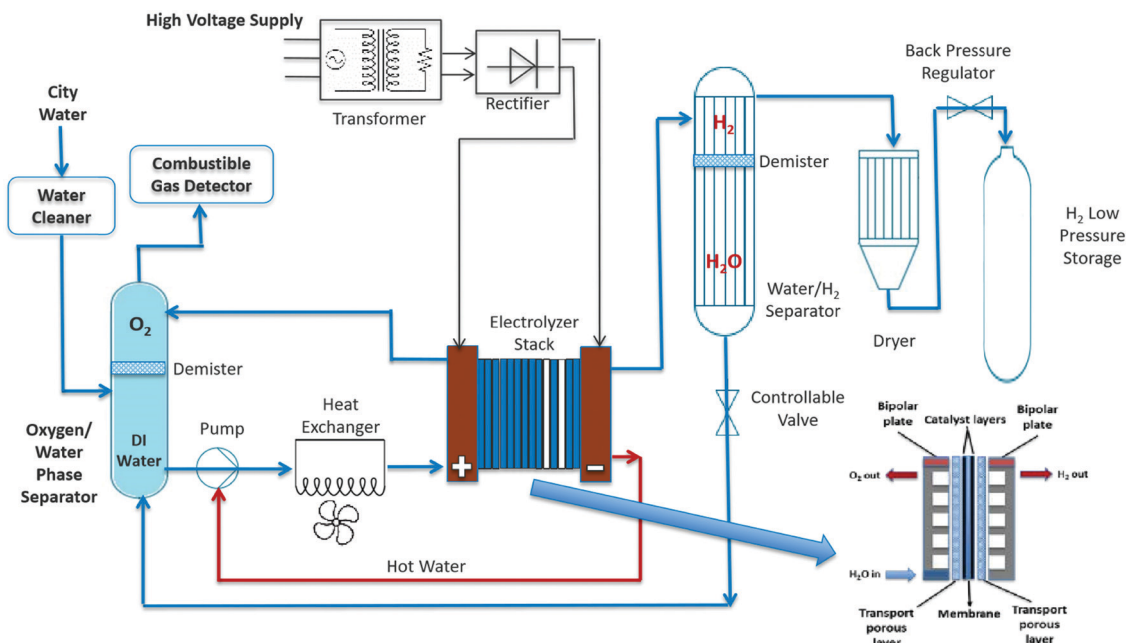 High Voltage Supply
Transformer
Rectifier
Back Pressure
Regulator
City
Water
Water
Cleaner
Combustible
Gas Detector
H₂
Demister
H₂O
Water/H₂
Separator
Dryer
H₂ Low
Pressure
Storage
O₂
Demister
DI
Water
Oxygen/
Water
Phase
Separator
Pump
Heat
Exchanger
Electrolyzer
Stack
+
−
Controllable
Valve
Hot Water
Bipolar
plate
Catalyst layers
Bipolar
plate
O₂ out
H₂ out
H₂O in
Transport
porous
layer
Membrane
Transport
porous
layer